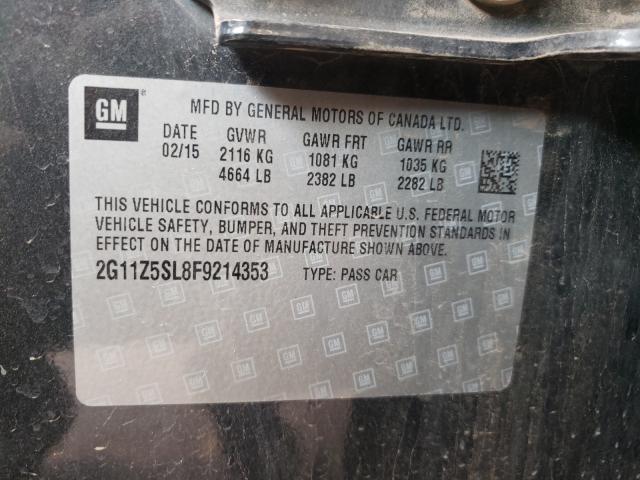 GM
MFD BY GENERAL MOTORS OF CANADA LTD.
DATE GVWR GAWR FRT GAWR RR
02/15 2116 KG 1081 KG 1035 KG
4664 LB 2382 LB 2282 LB
THIS VEHICLE CONFORMS TO ALL APPLICABLE U.S. FEDERAL MOTOR
VEHICLE SAFETY, BUMPER, AND THEFT PREVENTION STANDARDS IN
EFFECT ON THE DATE OF MANUFACTURE SHOWN ABOVE.
2G11Z5SL8F9214353 TYPE: PASS CAR